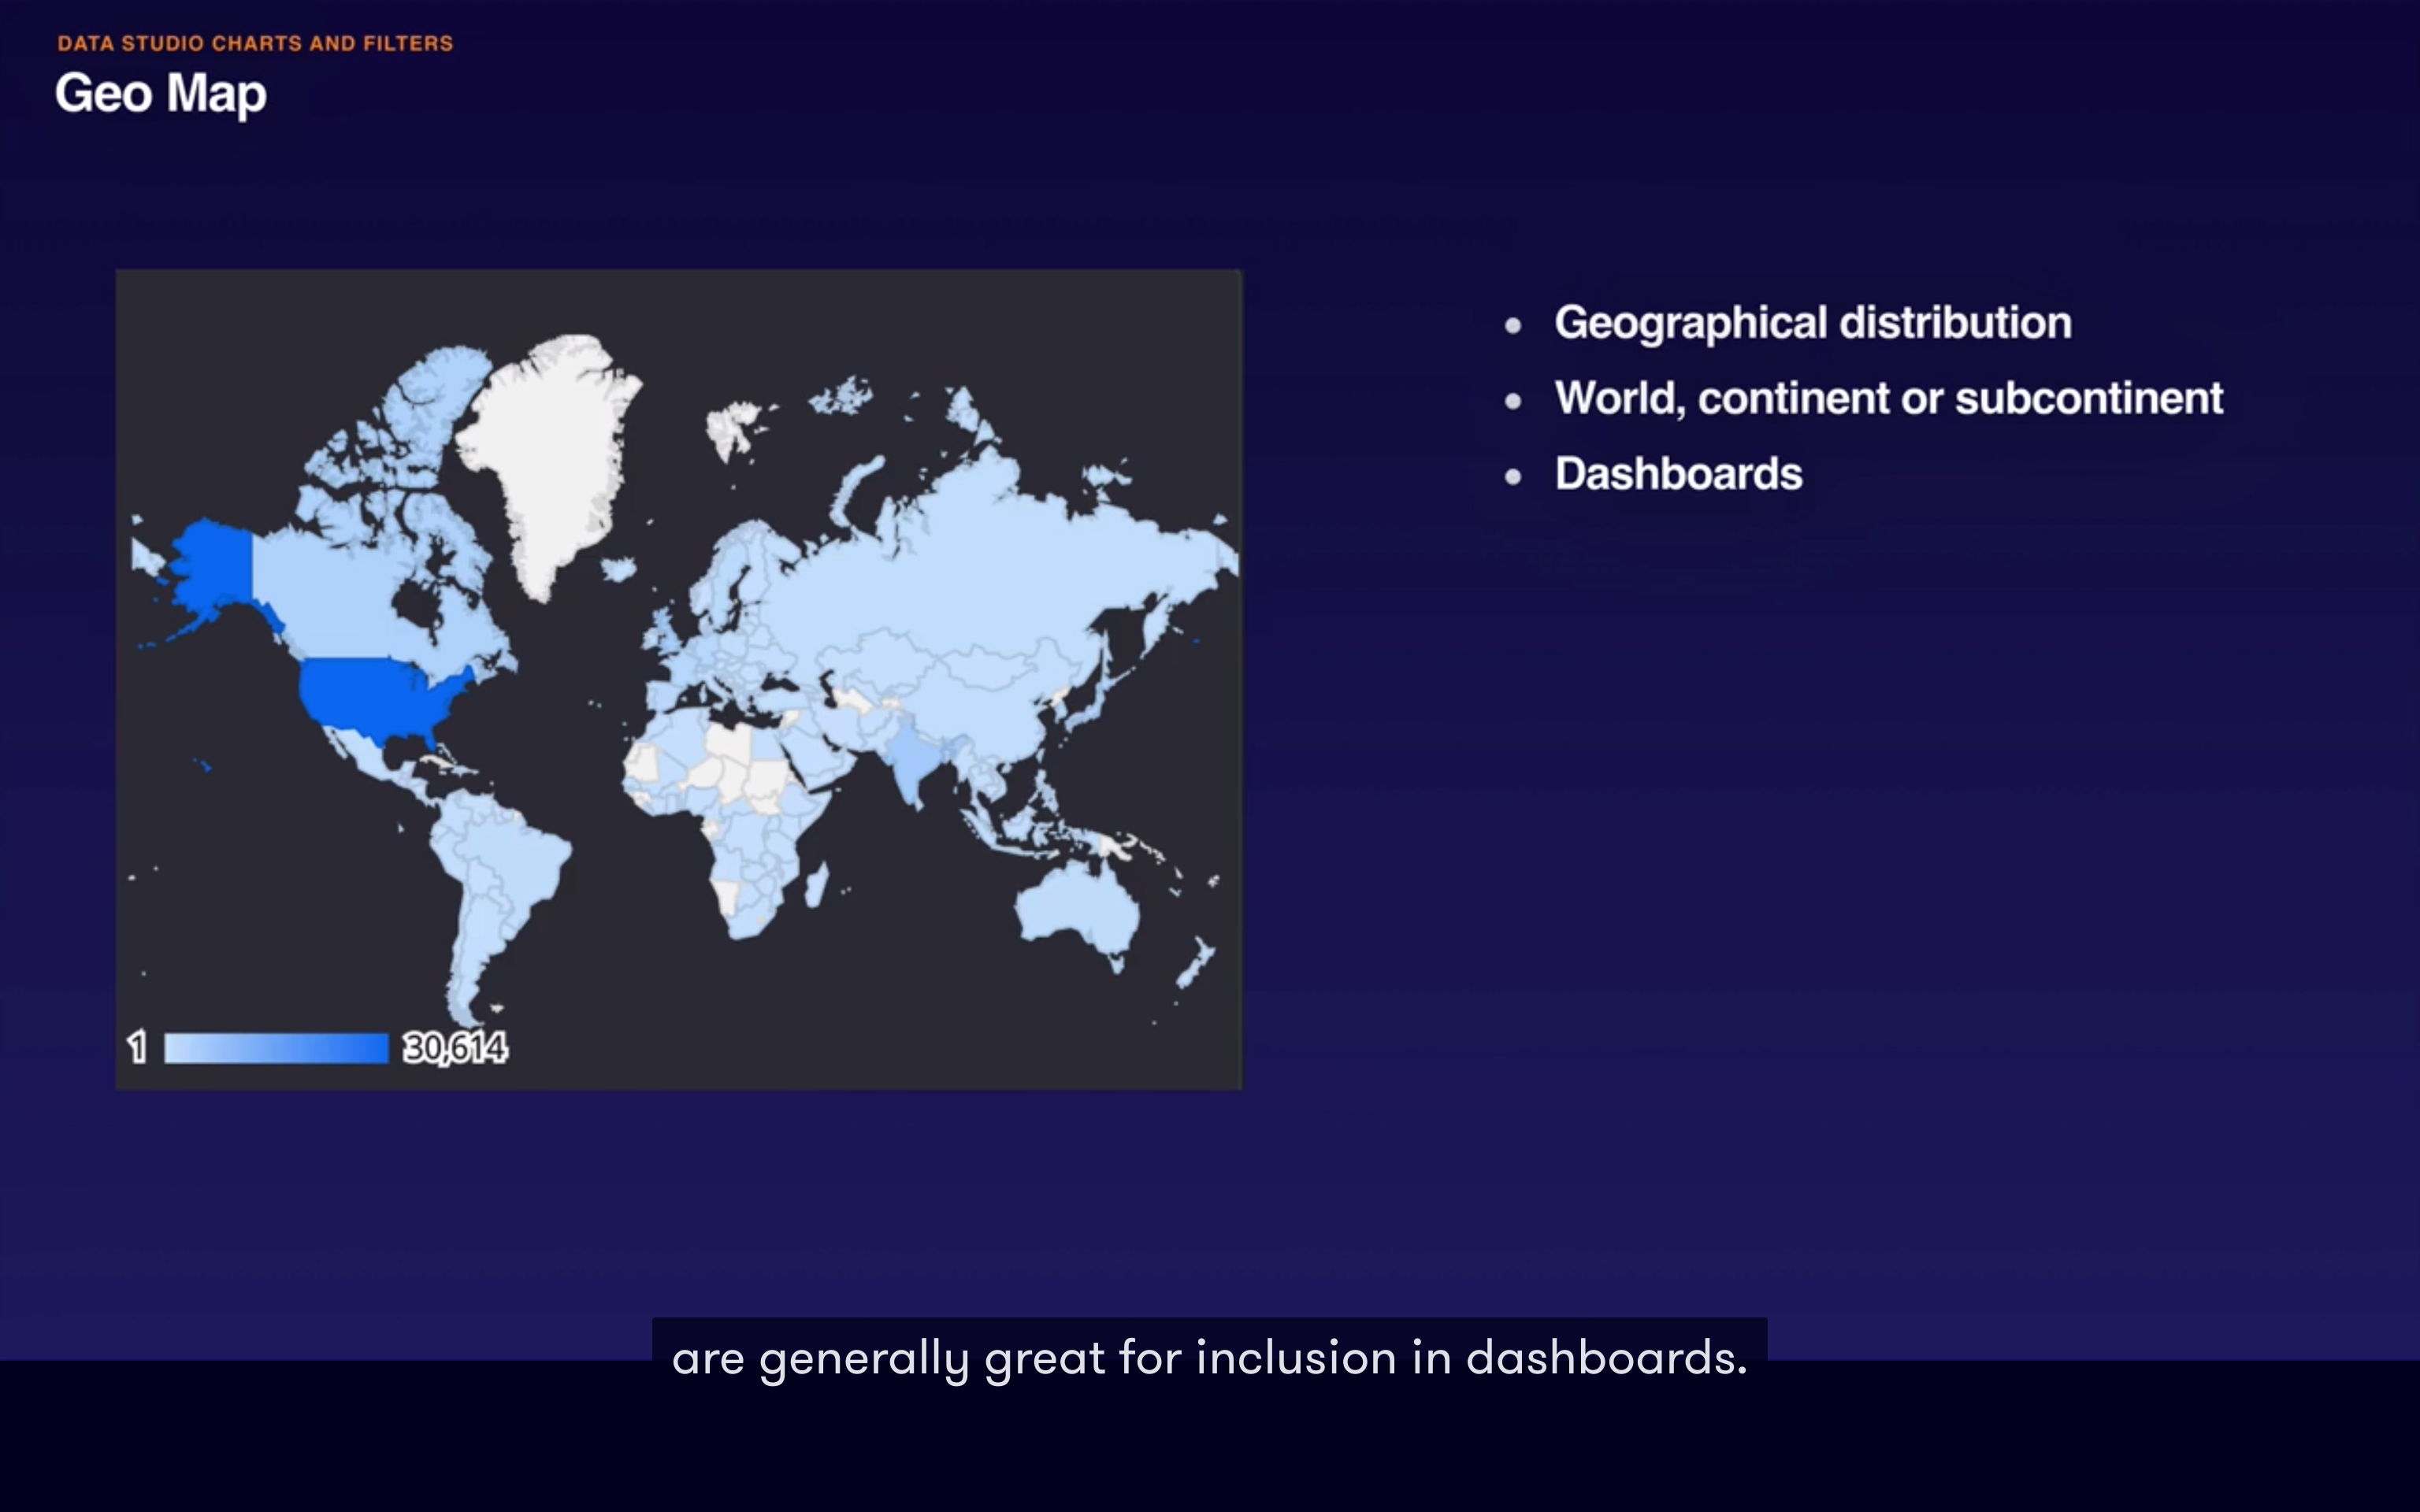 DATA STUDIO CHARTS AND FILTERS
Geo Map
• Geographical distribution
• World, continent or subcontinent
• Dashboards
1 30,614
are generally great for inclusion in dashboards.